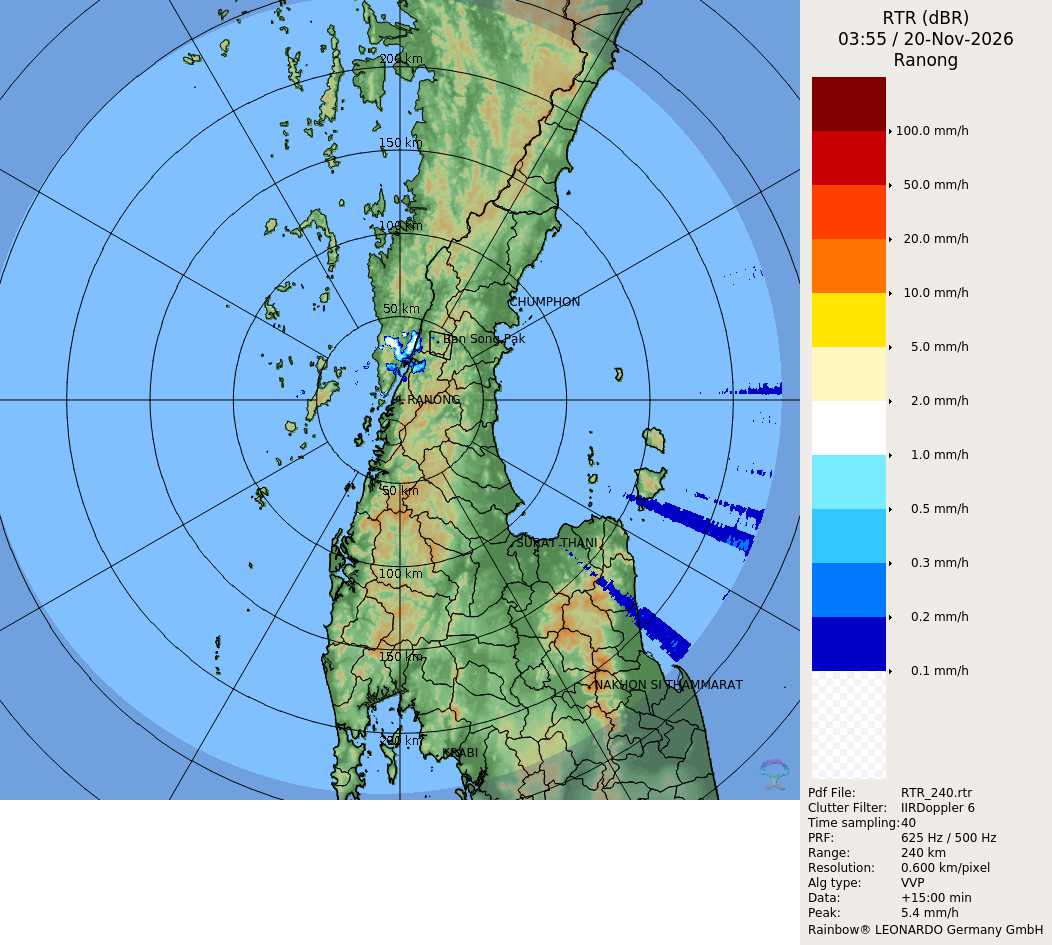 RTR (dBR)
03:55 / 20-Nov-2026
Ranong
100.0 mm/h
50.0 mm/h
20.0 mm/h
10.0 mm/h
5.0 mm/h
2.0 mm/h
1.0 mm/h
0.5 mm/h
0.3 mm/h
0.2 mm/h
0.1 mm/h
Pdf File: RTR_240.rtr
Clutter Filter: IIRDoppler 6
Time sampling: 40
PRF: 625 Hz / 500 Hz
Range: 240 km
Resolution: 0.600 km/pixel
Alg type: VVP
Data: +15:00 min
Peak: 5.4 mm/h
Rainbow® LEONARDO Germany GmbH
200 km
150 km
100 km
50 km
CHUMPHON
Ban Song Pak
RANONG
50 km
SURAT THANI
100 km
150 km
NAKHON SI THAMMARAT
200 km
KRABI